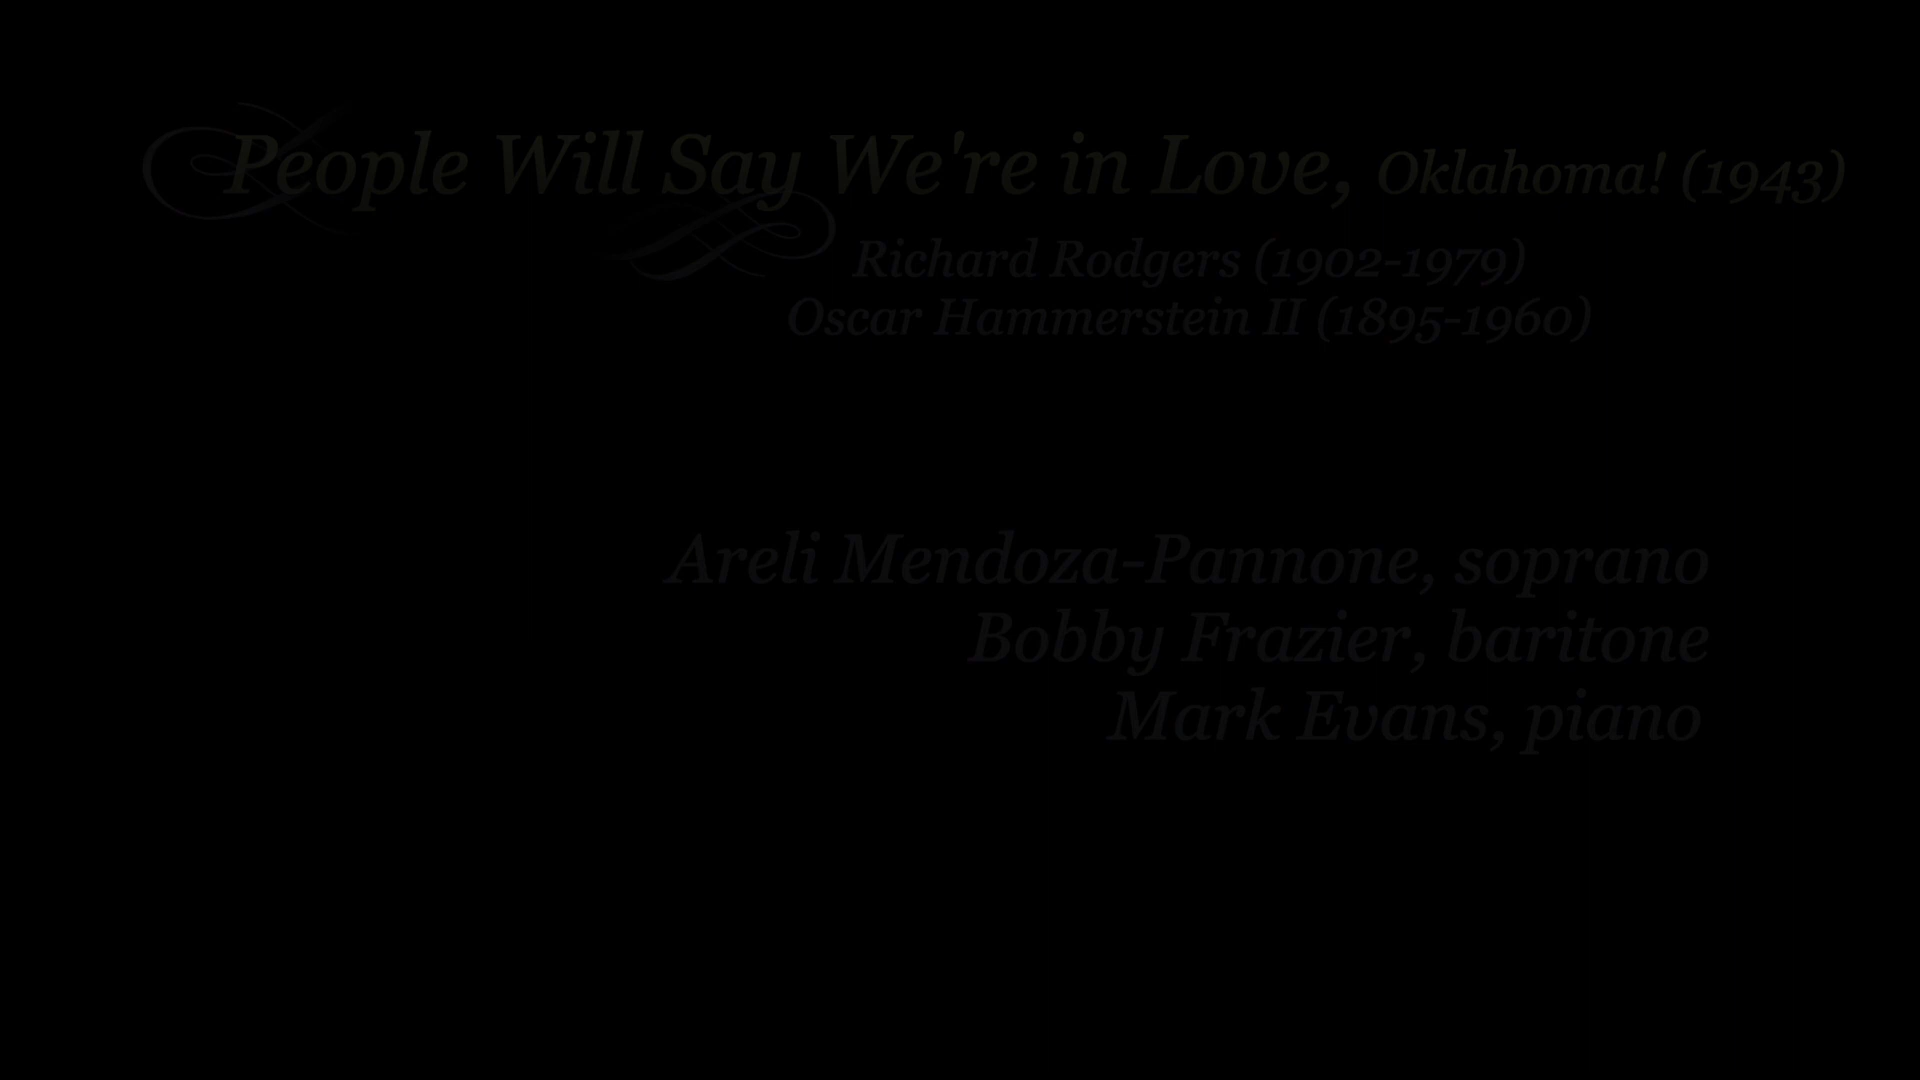 People Will Say We're in Love, Oklahoma! (1943)
Richard Rodgers (1902-1979)
Oscar Hammerstein II (1895-1960)
Areli Mendoza-Pannone, soprano
Bobby Frazier, baritone
Mark Evans, piano